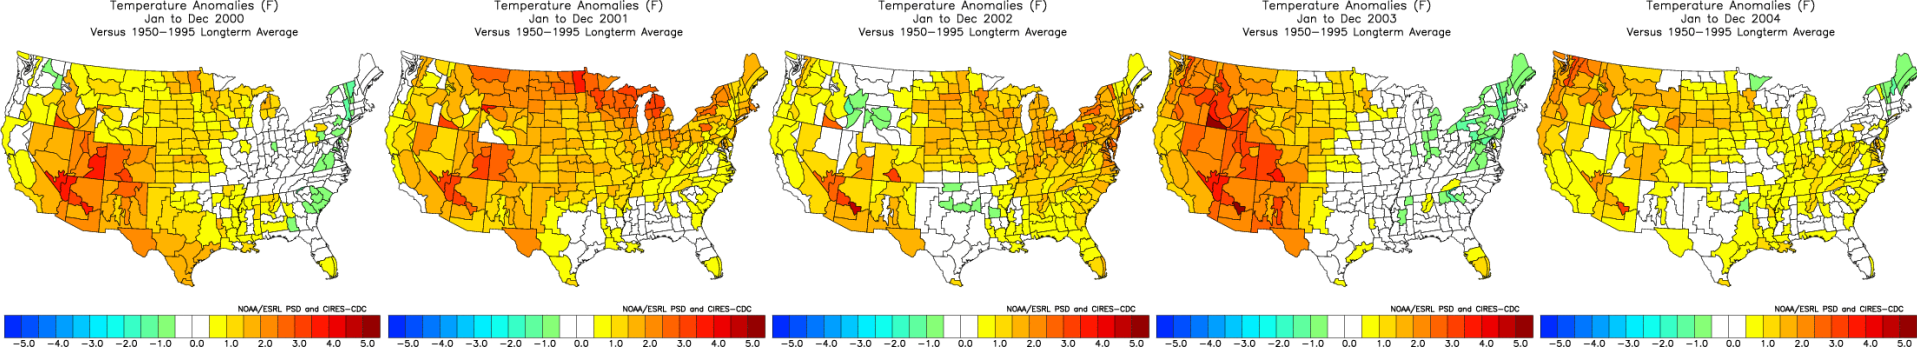 Temperature Anomalies (F)
Jan to Dec 2000
Versus 1950-1995 Longterm Average
NOAA/ESRL PSD and CIRES-CDC
-5.0 -4.0 -3.0 -2.0 -1.0 0.0 1.0 2.0 3.0 4.0 5.0
Temperature Anomalies (F)
Jan to Dec 2001
Versus 1950-1995 Longterm Average
NOAA/ESRL PSD and CIRES-CDC
-5.0 -4.0 -3.0 -2.0 -1.0 0.0 1.0 2.0 3.0 4.0 5.0
Temperature Anomalies (F)
Jan to Dec 2002
Versus 1950-1995 Longterm Average
NOAA/ESRL PSD and CIRES-CDC
-5.0 -4.0 -3.0 -2.0 -1.0 0.0 1.0 2.0 3.0 4.0 5.0
Temperature Anomalies (F)
Jan to Dec 2003
Versus 1950-1995 Longterm Average
NOAA/ESRL PSD and CIRES-CDC
-5.0 -4.0 -3.0 -2.0 -1.0 0.0 1.0 2.0 3.0 4.0 5.0
Temperature Anomalies (F)
Jan to Dec 2004
Versus 1950-1995 Longterm Average
NOAA/ESRL PSD and CIRES-CDC
-5.0 -4.0 -3.0 -2.0 -1.0 0.0 1.0 2.0 3.0 4.0 5.0